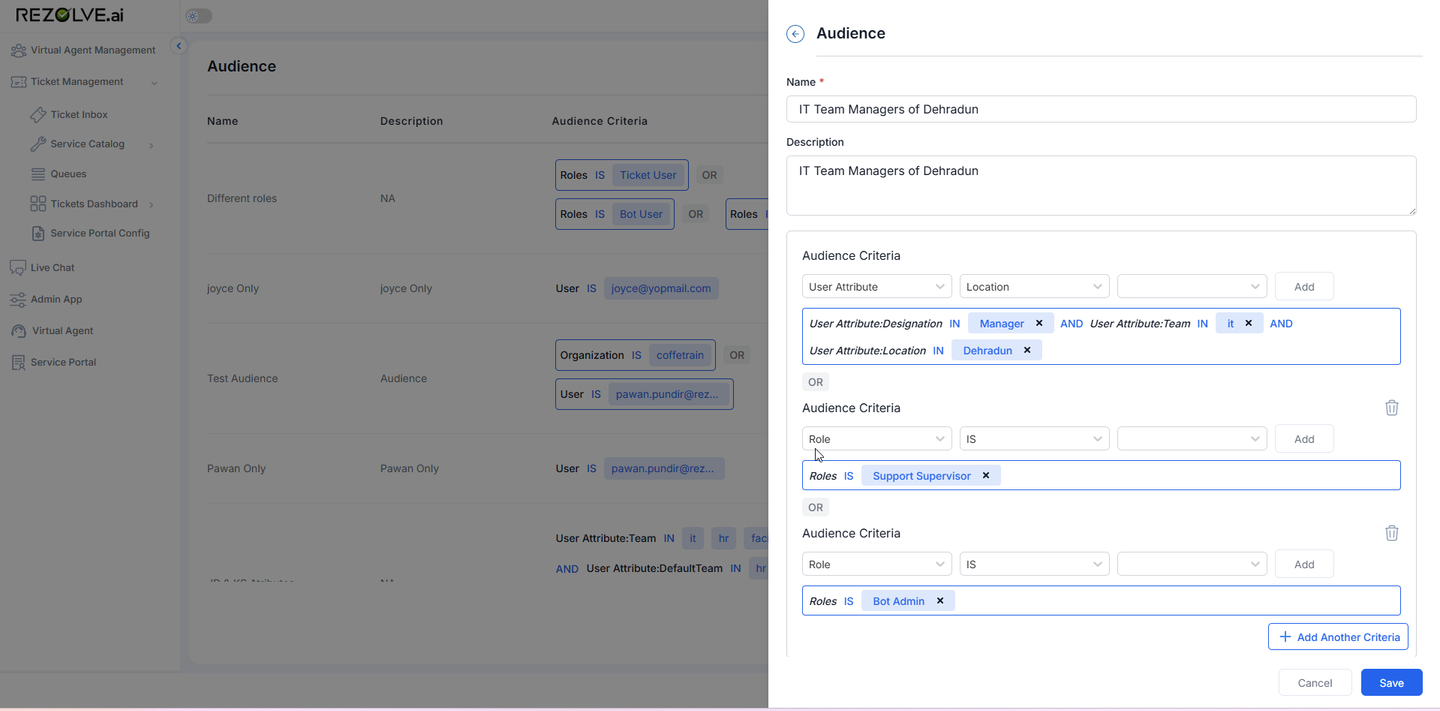 REZOLVE.ai
Virtual Agent Management
Ticket Management
Ticket Inbox
Service Catalog
Queues
Tickets Dashboard
Service Portal Config
Live Chat
Admin App
Virtual Agent
Service Portal
Audience
Name Description Audience Criteria
Different roles NA Roles IS Ticket User OR
Roles IS Bot User OR Roles
joyce Only joyce Only User IS joyce@yopmail.com
Test Audience Audience Organization IS coffetrain OR
User IS pawan.pundir@rez...
Pawan Only Pawan Only User IS pawan.pundir@rez...
User Attribute:Team IN it hr
AND User Attribute:DefaultTeam IN hr
Audience
Name *
IT Team Managers of Dehradun
Description
IT Team Managers of Dehradun
Audience Criteria
User Attribute Location Add
User Attribute:Designation IN Manager × AND User Attribute:Team IN it × AND
User Attribute:Location IN Dehradun ×
OR
Audience Criteria
Role IS Add
Roles IS Support Supervisor ×
OR
Audience Criteria
Role IS Add
Roles IS Bot Admin ×
+ Add Another Criteria
Cancel Save